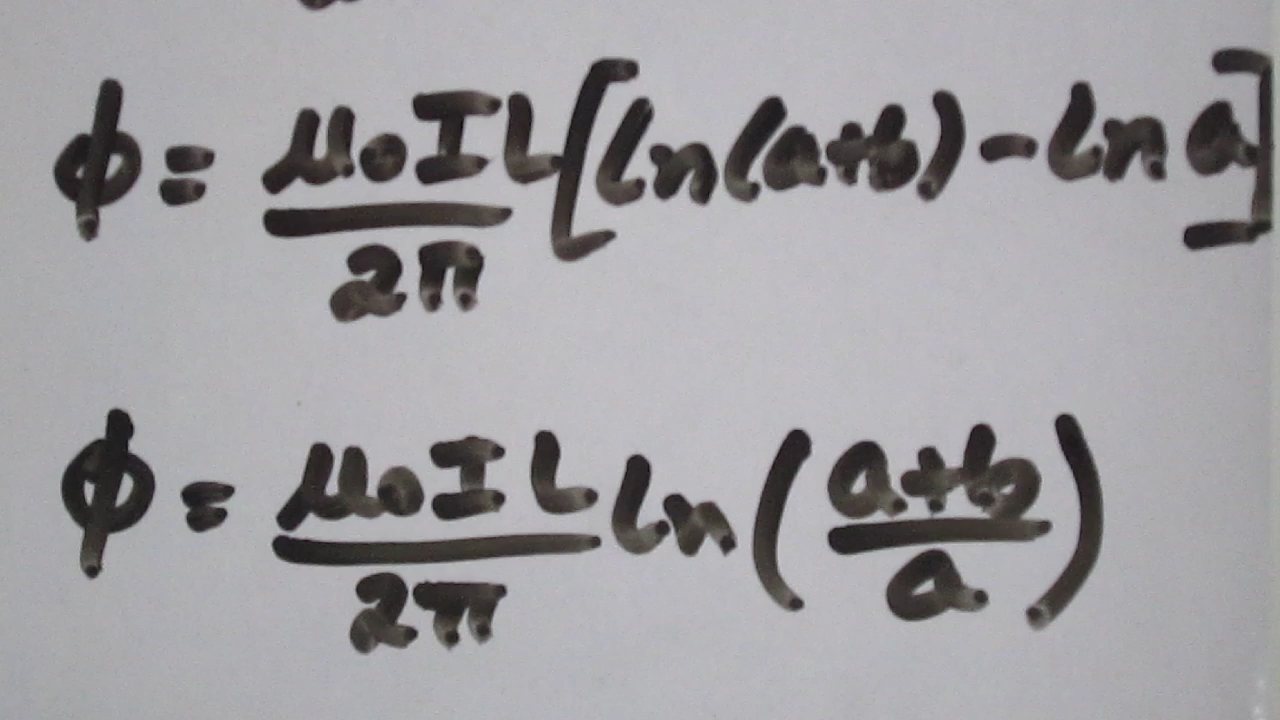 ϕ = μ₀IL/2π [ln(a+b) - ln a]
ϕ = μ₀IL/2π ln((a+b)/a)